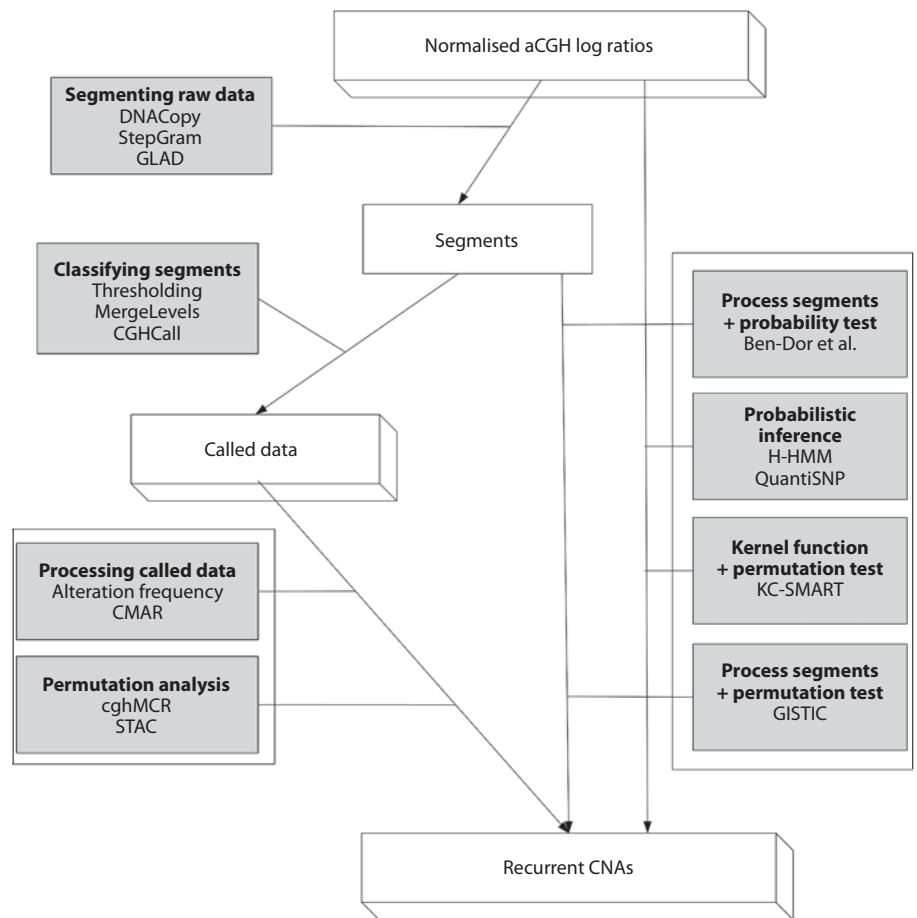 Normalised aCGH log ratios
Segmenting raw data
DNACopy
StepGram
GLAD
Segments
Classifying segments
Thresholding
MergeLevels
CGHCall
Process segments
+ probability test
Ben-Dor et al.
Probabilistic
inference
H-HMM
QuantiSNP
Called data
Kernel function
+ permutation test
KC-SMART
Processing called data
Alteration frequency
CMAR
Permutation analysis
cghMCR
STAC
Process segments
+ permutation test
GISTIC
Recurrent CNAs